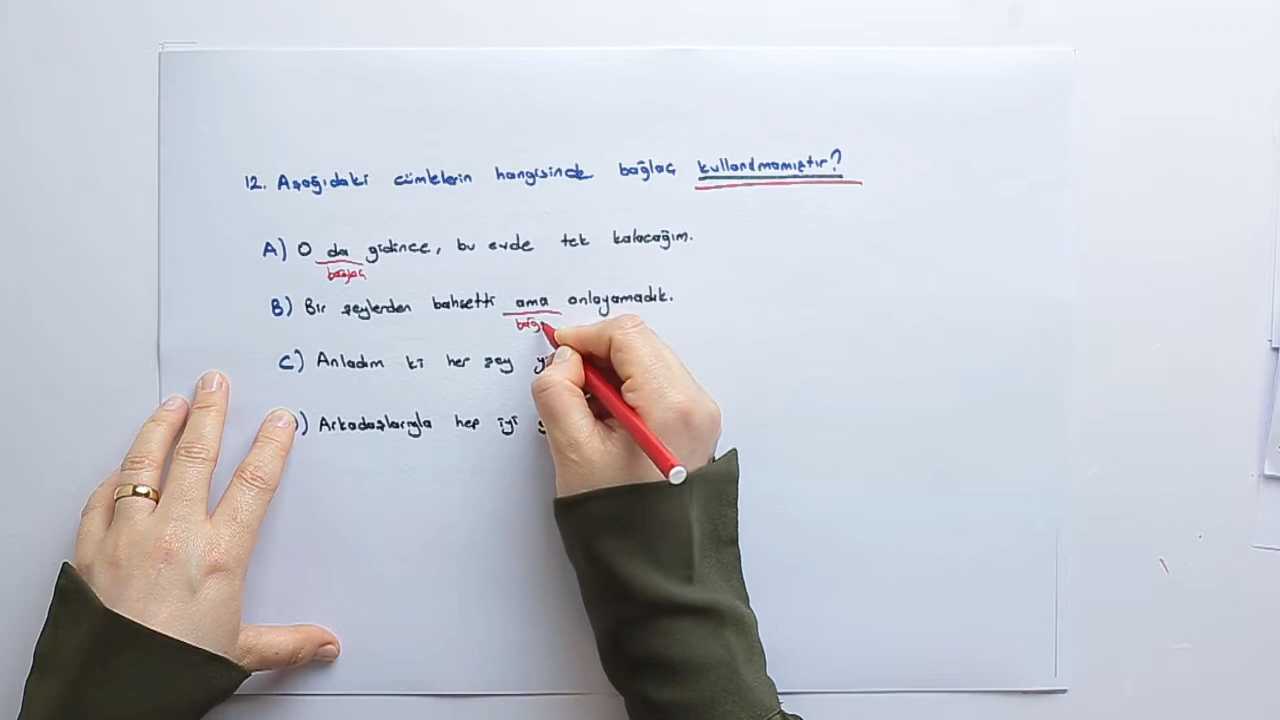 12. Aşağıdaki cümlelerin hangisinde bağlaç kullanılmamıştır?
A) O da gidince, bu evde tek kalacağım.
bağlaç
B) Bir şeylerden bahsetti ama anlayamadık.
bağ
C) Anladım ki her şey
) Arkadaşlarıyla hep iyi